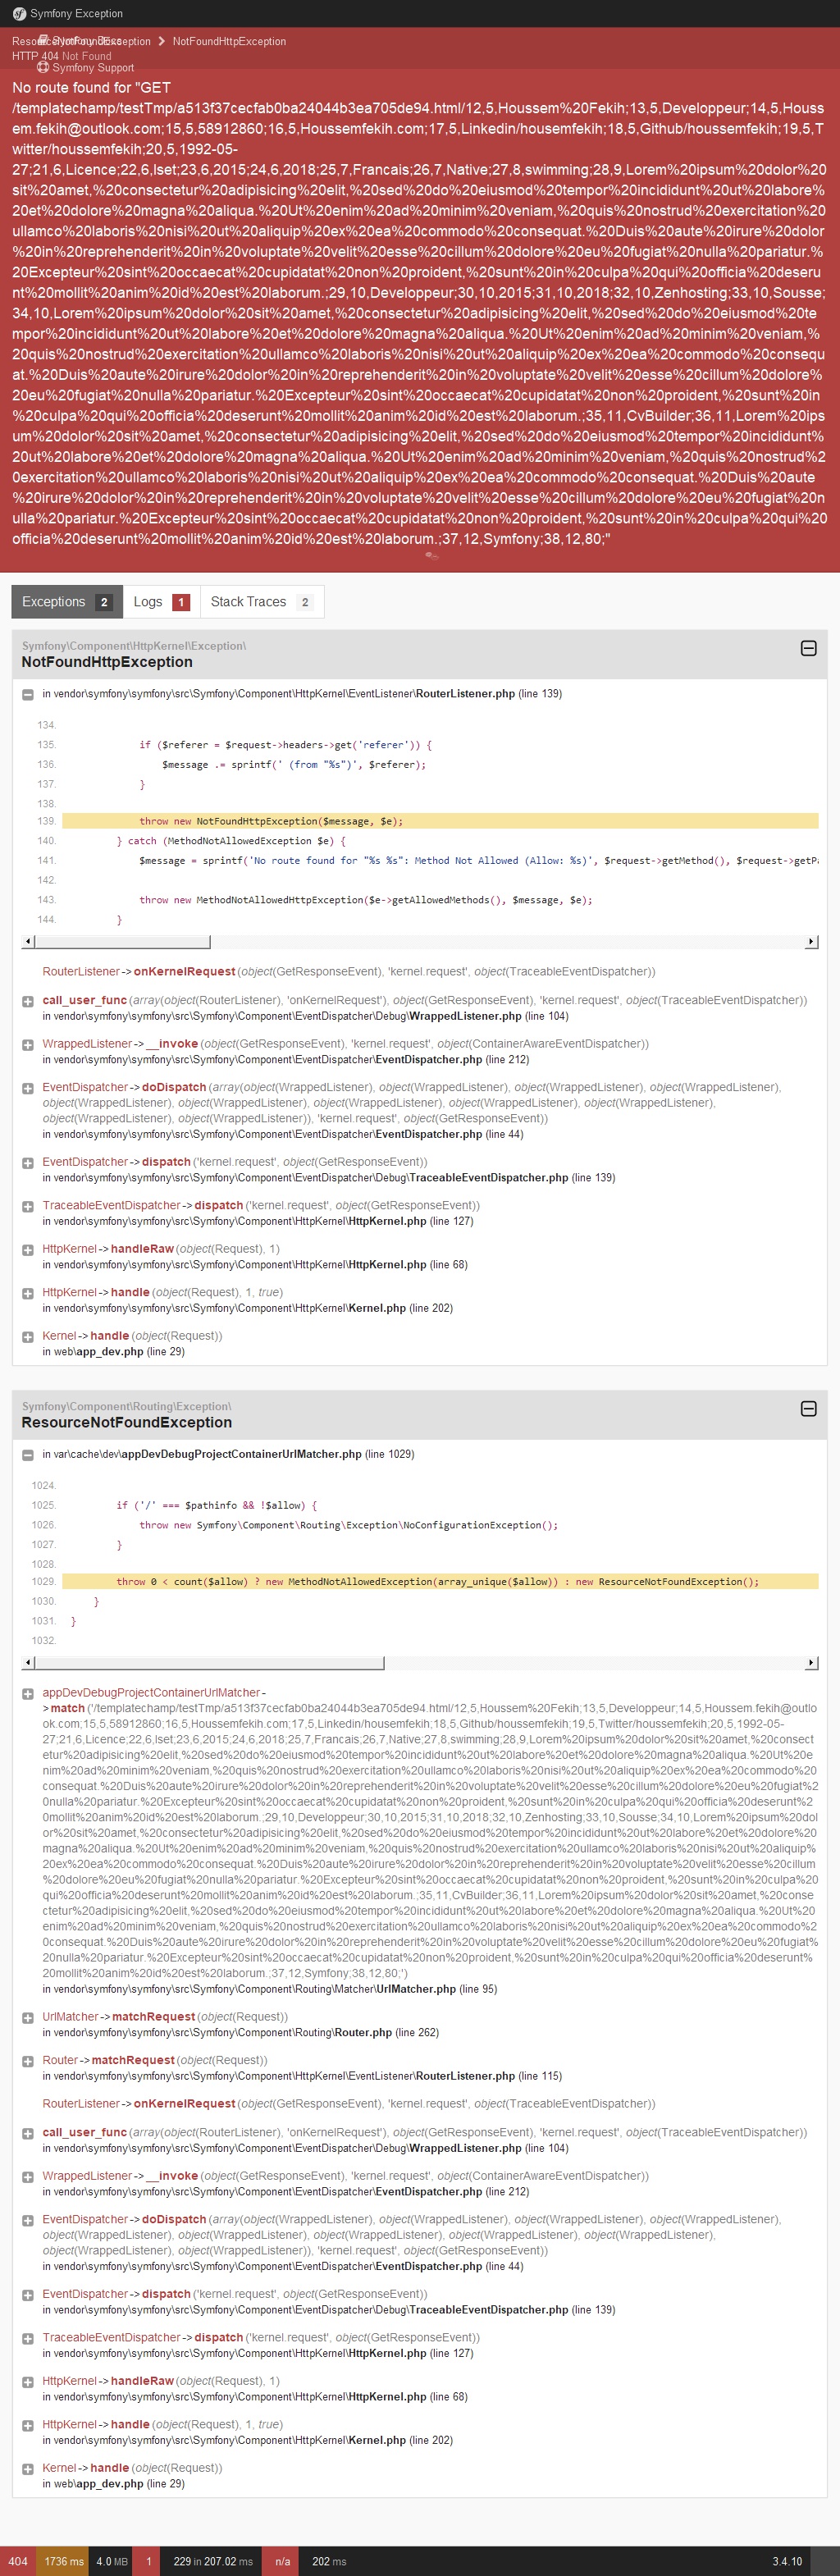 Symfony Exception
ResourceNotFoundException NotFoundHttpException
Symfony Docs
HTTP 404 Not Found
Symfony Support
No route found for "GET
/templatechamp/testTmp/a513f37cecfab0ba24044b3ea705de94.html/12,5,Houssem%20Fekih;13,5,Developpeur;14,5,Houss
em.fekih@outlook.com;15,5,58912860;16,5,Houssemfekih.com;17,5,Linkedin/housemfekih;18,5,Github/houssemfekih;19,5,T
witter/houssemfekih;20,5,1992-05-
27;21,6,Licence;22,6,Iset;23,6,2015;24,6,2018;25,7,Francais;26,7,Native;27,8,swimming;28,9,Lorem%20ipsum%20dolor%20
sit%20amet,%20consectetur%20adipisicing%20elit,%20sed%20do%20eiusmod%20tempor%20incididunt%20ut%20labore
%20et%20dolore%20magna%20aliqua.%20Ut%20enim%20ad%20minim%20veniam,%20quis%20nostrud%20exercitation%20
ullamco%20laboris%20nisi%20ut%20aliquip%20ex%20ea%20commodo%20consequat.%20Duis%20aute%20irure%20dolor
%20in%20reprehenderit%20in%20voluptate%20velit%20esse%20cillum%20dolore%20eu%20fugiat%20nulla%20pariatur.%
20Excepteur%20sint%20occaecat%20cupidatat%20non%20proident,%20sunt%20in%20culpa%20qui%20officia%20deseru
nt%20mollit%20anim%20id%20est%20laborum.;29,10,Developpeur;30,10,2015;31,10,2018;32,10,Zenhosting;33,10,Sousse;
34,10,Lorem%20ipsum%20dolor%20sit%20amet,%20consectetur%20adipisicing%20elit,%20sed%20do%20eiusmod%20te
mpor%20incididunt%20ut%20labore%20et%20dolore%20magna%20aliqua.%20Ut%20enim%20ad%20minim%20veniam,%
20quis%20nostrud%20exercitation%20ullamco%20laboris%20nisi%20ut%20aliquip%20ex%20ea%20commodo%20consequ
at.%20Duis%20aute%20irure%20dolor%20in%20reprehenderit%20in%20voluptate%20velit%20esse%20cillum%20dolore%
20eu%20fugiat%20nulla%20pariatur.%20Excepteur%20sint%20occaecat%20cupidatat%20non%20proident,%20sunt%20in
%20culpa%20qui%20officia%20deserunt%20mollit%20anim%20id%20est%20laborum.;35,11,CvBuilder;36,11,Lorem%20ips
um%20dolor%20sit%20amet,%20consectetur%20adipisicing%20elit,%20sed%20do%20eiusmod%20tempor%20incididunt%
20ut%20labore%20et%20dolore%20magna%20aliqua.%20Ut%20enim%20ad%20minim%20veniam,%20quis%20nostrud%2
0exercitation%20ullamco%20laboris%20nisi%20ut%20aliquip%20ex%20ea%20commodo%20consequat.%20Duis%20aute
%20irure%20dolor%20in%20reprehenderit%20in%20voluptate%20velit%20esse%20cillum%20dolore%20eu%20fugiat%20n
ulla%20pariatur.%20Excepteur%20sint%20occaecat%20cupidatat%20non%20proident,%20sunt%20in%20culpa%20qui%20
officia%20deserunt%20mollit%20anim%20id%20est%20laborum.;37,12,Symfony;38,12,80;"
Exceptions 2 Logs 1 Stack Traces 2
Symfony\Component\HttpKernel\Exception\
NotFoundHttpException
in vendor\symfony\symfony\src\Symfony\Component\HttpKernel\EventListener\RouterListener.php (line 139)
134.
135. if ($referer = $request->headers->get('referer')) {
136. $message .= sprintf(' (from "%s")', $referer);
137. }
138.
139. throw new NotFoundHttpException($message, $e);
140. } catch (MethodNotAllowedException $e) {
141. $message = sprintf('No route found for "%s %s": Method Not Allowed (Allow: %s)', $request->getMethod(), $request->getPa
142.
143. throw new MethodNotAllowedHttpException($e->getAllowedMethods(), $message, $e);
144. }
RouterListener->onKernelRequest(object(GetResponseEvent), 'kernel.request', object(TraceableEventDispatcher))
call_user_func(array(object(RouterListener), 'onKernelRequest'), object(GetResponseEvent), 'kernel.request', object(TraceableEventDispatcher))
in vendor\symfony\symfony\src\Symfony\Component\EventDispatcher\Debug\WrappedListener.php (line 104)
WrappedListener->__invoke(object(GetResponseEvent), 'kernel.request', object(ContainerAwareEventDispatcher))
in vendor\symfony\symfony\src\Symfony\Component\EventDispatcher\EventDispatcher.php (line 212)
EventDispatcher->doDispatch(array(object(WrappedListener), object(WrappedListener), object(WrappedListener), object(WrappedListener),
object(WrappedListener), object(WrappedListener), object(WrappedListener), object(WrappedListener), object(WrappedListener),
object(WrappedListener), object(WrappedListener)), 'kernel.request', object(GetResponseEvent))
in vendor\symfony\symfony\src\Symfony\Component\EventDispatcher\EventDispatcher.php (line 44)
EventDispatcher->dispatch('kernel.request', object(GetResponseEvent))
in vendor\symfony\symfony\src\Symfony\Component\EventDispatcher\Debug\TraceableEventDispatcher.php (line 139)
TraceableEventDispatcher->dispatch('kernel.request', object(GetResponseEvent))
in vendor\symfony\symfony\src\Symfony\Component\HttpKernel\HttpKernel.php (line 127)
HttpKernel->handleRaw(object(Request), 1)
in vendor\symfony\symfony\src\Symfony\Component\HttpKernel\HttpKernel.php (line 68)
HttpKernel->handle(object(Request), 1, true)
in vendor\symfony\symfony\src\Symfony\Component\HttpKernel\Kernel.php (line 202)
Kernel->handle(object(Request))
in web\app_dev.php (line 29)
Symfony\Component\Routing\Exception\
ResourceNotFoundException
in var\cache\dev\appDevDebugProjectContainerUrlMatcher.php (line 1029)
1024.
1025. if ('/' === $pathinfo && !$allow) {
1026. throw new Symfony\Component\Routing\Exception\NoConfigurationException();
1027. }
1028.
1029. throw 0 < count($allow) ? new MethodNotAllowedException(array_unique($allow)) : new ResourceNotFoundException();
1030. }
1031. }
1032.
appDevDebugProjectContainerUrlMatcher-
>match('/templatechamp/testTmp/a513f37cecfab0ba24044b3ea705de94.html/12,5,Houssem%20Fekih;13,5,Developpeur;14,5,Houssem.fekih@outlo
ok.com;15,5,58912860;16,5,Houssemfekih.com;17,5,Linkedin/housemfekih;18,5,Github/houssemfekih;19,5,Twitter/houssemfekih;20,5,1992-05-
27;21,6,Licence;22,6,Iset;23,6,2015;24,6,2018;25,7,Francais;26,7,Native;27,8,swimming;28,9,Lorem%20ipsum%20dolor%20sit%20amet,%20consect
etur%20adipisicing%20elit,%20sed%20do%20eiusmod%20tempor%20incididunt%20ut%20labore%20et%20dolore%20magna%20aliqua.%20Ut%20e
nim%20ad%20minim%20veniam,%20quis%20nostrud%20exercitation%20ullamco%20laboris%20nisi%20ut%20aliquip%20ex%20ea%20commodo%20
consequat.%20Duis%20aute%20irure%20dolor%20in%20reprehenderit%20in%20voluptate%20velit%20esse%20cillum%20dolore%20eu%20fugiat%2
0nulla%20pariatur.%20Excepteur%20sint%20occaecat%20cupidatat%20non%20proident,%20sunt%20in%20culpa%20qui%20officia%20deserunt%2
0mollit%20anim%20id%20est%20laborum.;29,10,Developpeur;30,10,2015;31,10,2018;32,10,Zenhosting;33,10,Sousse;34,10,Lorem%20ipsum%20dol
or%20sit%20amet,%20consectetur%20adipisicing%20elit,%20sed%20do%20eiusmod%20tempor%20incididunt%20ut%20labore%20et%20dolore%20
magna%20aliqua.%20Ut%20enim%20ad%20minim%20veniam,%20quis%20nostrud%20exercitation%20ullamco%20laboris%20nisi%20ut%20aliquip%
20ex%20ea%20commodo%20consequat.%20Duis%20aute%20irure%20dolor%20in%20reprehenderit%20in%20voluptate%20velit%20esse%20cillum
%20dolore%20eu%20fugiat%20nulla%20pariatur.%20Excepteur%20sint%20occaecat%20cupidatat%20non%20proident,%20sunt%20in%20culpa%20
qui%20officia%20deserunt%20mollit%20anim%20id%20est%20laborum.;35,11,CvBuilder;36,11,Lorem%20ipsum%20dolor%20sit%20amet,%20conse
ctetur%20adipisicing%20elit,%20sed%20do%20eiusmod%20tempor%20incididunt%20ut%20labore%20et%20dolore%20magna%20aliqua.%20Ut%20
enim%20ad%20minim%20veniam,%20quis%20nostrud%20exercitation%20ullamco%20laboris%20nisi%20ut%20aliquip%20ex%20ea%20commodo%2
0consequat.%20Duis%20aute%20irure%20dolor%20in%20reprehenderit%20in%20voluptate%20velit%20esse%20cillum%20dolore%20eu%20fugiat%
20nulla%20pariatur.%20Excepteur%20sint%20occaecat%20cupidatat%20non%20proident,%20sunt%20in%20culpa%20qui%20officia%20deserunt%
20mollit%20anim%20id%20est%20laborum.;37,12,Symfony;38,12,80;')
in vendor\symfony\symfony\src\Symfony\Component\Routing\Matcher\UrlMatcher.php (line 95)
UrlMatcher->matchRequest(object(Request))
in vendor\symfony\symfony\src\Symfony\Component\Routing\Router.php (line 262)
Router->matchRequest(object(Request))
in vendor\symfony\symfony\src\Symfony\Component\HttpKernel\EventListener\RouterListener.php (line 115)
RouterListener->onKernelRequest(object(GetResponseEvent), 'kernel.request', object(TraceableEventDispatcher))
call_user_func(array(object(RouterListener), 'onKernelRequest'), object(GetResponseEvent), 'kernel.request', object(TraceableEventDispatcher))
in vendor\symfony\symfony\src\Symfony\Component\EventDispatcher\Debug\WrappedListener.php (line 104)
WrappedListener->__invoke(object(GetResponseEvent), 'kernel.request', object(ContainerAwareEventDispatcher))
in vendor\symfony\symfony\src\Symfony\Component\EventDispatcher\EventDispatcher.php (line 212)
EventDispatcher->doDispatch(array(object(WrappedListener), object(WrappedListener), object(WrappedListener), object(WrappedListener),
object(WrappedListener), object(WrappedListener), object(WrappedListener), object(WrappedListener), object(WrappedListener),
object(WrappedListener), object(WrappedListener)), 'kernel.request', object(GetResponseEvent))
in vendor\symfony\symfony\src\Symfony\Component\EventDispatcher\EventDispatcher.php (line 44)
EventDispatcher->dispatch('kernel.request', object(GetResponseEvent))
in vendor\symfony\symfony\src\Symfony\Component\EventDispatcher\Debug\TraceableEventDispatcher.php (line 139)
TraceableEventDispatcher->dispatch('kernel.request', object(GetResponseEvent))
in vendor\symfony\symfony\src\Symfony\Component\HttpKernel\HttpKernel.php (line 127)
HttpKernel->handleRaw(object(Request), 1)
in vendor\symfony\symfony\src\Symfony\Component\HttpKernel\HttpKernel.php (line 68)
HttpKernel->handle(object(Request), 1, true)
in vendor\symfony\symfony\src\Symfony\Component\HttpKernel\Kernel.php (line 202)
Kernel->handle(object(Request))
in web\app_dev.php (line 29)
404 1736 ms 4.0 MB 1 229 in 207.02 ms n/a 202 ms 3.4.10